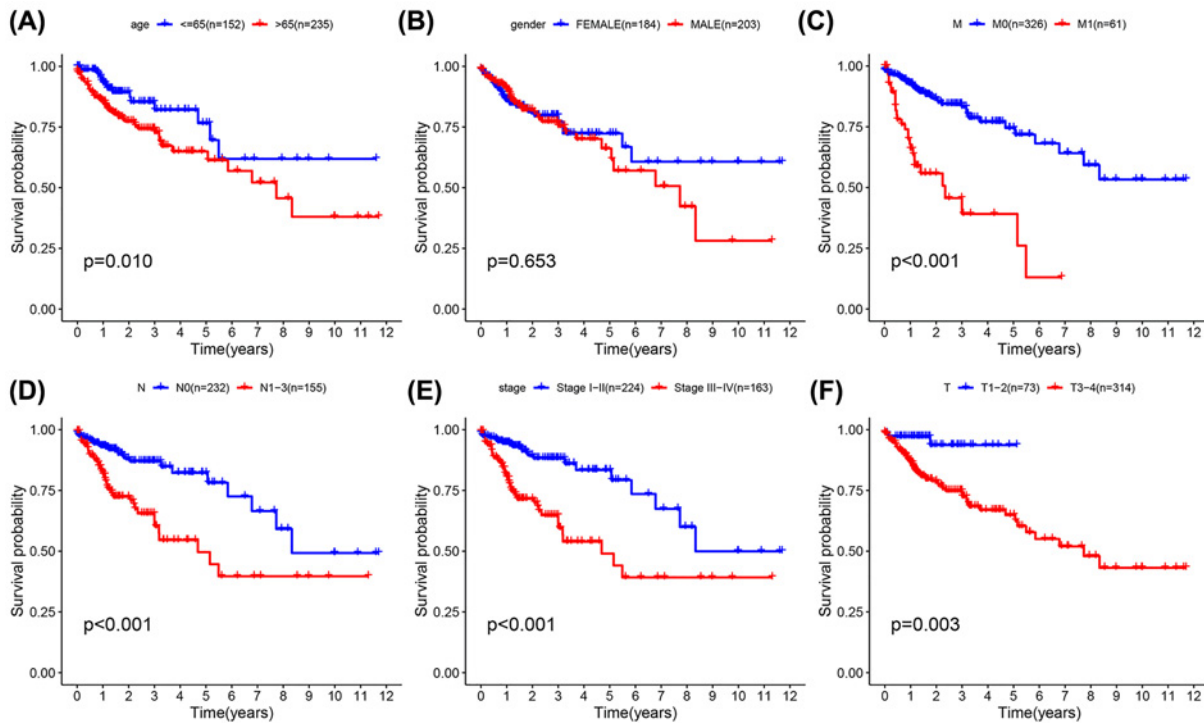 (A)
age <=65(n=152) >65(n=235)
Survival probability
1.00
0.75
0.50
0.25
0.00
p=0.010
0 1 2 3 4 5 6 7 8 9 10 11 12
Time(years)
(B)
gender FEMALE(n=184) MALE(n=203)
Survival probability
1.00
0.75
0.50
0.25
0.00
p=0.653
0 1 2 3 4 5 6 7 8 9 10 11 12
Time(years)
(C)
M M0(n=326) M1(n=61)
Survival probability
1.00
0.75
0.50
0.25
0.00
p<0.001
0 1 2 3 4 5 6 7 8 9 10 11 12
Time(years)
(D)
N N0(n=232) N1-3(n=155)
Survival probability
1.00
0.75
0.50
0.25
0.00
p<0.001
0 1 2 3 4 5 6 7 8 9 10 11 12
Time(years)
(E)
stage Stage I-II(n=224) Stage III-IV(n=163)
Survival probability
1.00
0.75
0.50
0.25
0.00
p<0.001
0 1 2 3 4 5 6 7 8 9 10 11 12
Time(years)
(F)
T T1-2(n=73) T3-4(n=314)
Survival probability
1.00
0.75
0.50
0.25
0.00
p=0.003
0 1 2 3 4 5 6 7 8 9 10 11 12
Time(years)